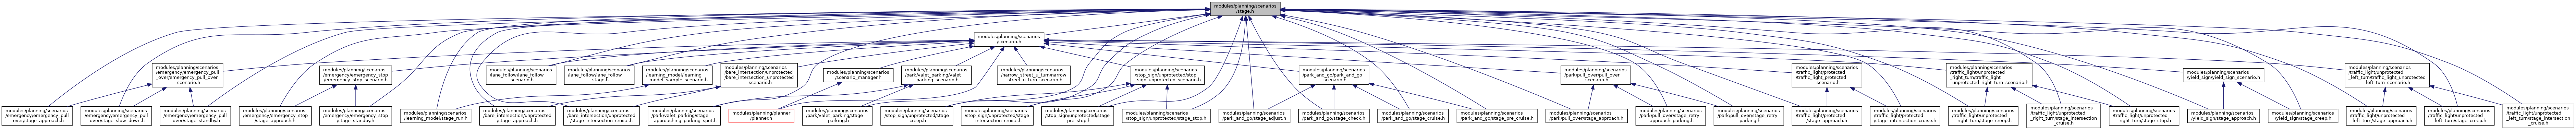 modules/planning/scenarios
/stage.h
modules/planning/scenarios
/scenario.h
modules/planning/scenarios
/emergency/emergency_pull
_over/emergency_pull_over
_scenario.h
modules/planning/scenarios
/emergency/emergency_stop
/emergency_stop_scenario.h
modules/planning/scenarios
/lane_follow/lane_follow
_scenario.h
modules/planning/scenarios
/lane_follow/lane_follow
_stage.h
modules/planning/scenarios
/learning_model/learning
_model_sample_scenario.h
modules/planning/scenarios
/bare_intersection/unprotected
/bare_intersection_unprotected
_scenario.h
modules/planning/scenarios
/scenario_manager.h
modules/planning/scenarios
/park/valet_parking/valet
_parking_scenario.h
modules/planning/scenarios
/narrow_street_u_turn/narrow
_street_u_turn_scenario.h
modules/planning/scenarios
/stop_sign/unprotected/stop
_sign_unprotected_scenario.h
modules/planning/scenarios
/park_and_go/park_and_go
_scenario.h
modules/planning/scenarios
/park/pull_over/pull_over
_scenario.h
modules/planning/scenarios
/traffic_light/protected
/traffic_light_protected
_scenario.h
modules/planning/scenarios
/traffic_light/unprotected
_right_turn/traffic_light
_unprotected_right_turn_scenario.h
modules/planning/scenarios
/yield_sign/yield_sign_scenario.h
modules/planning/scenarios
/traffic_light/unprotected
_left_turn/traffic_light_unprotected
_left_turn_scenario.h
modules/planning/scenarios
/emergency/emergency_pull
_over/stage_approach.h
modules/planning/scenarios
/emergency/emergency_pull
_over/stage_slow_down.h
modules/planning/scenarios
/emergency/emergency_pull
_over/stage_standby.h
modules/planning/scenarios
/emergency/emergency_stop
/stage_approach.h
modules/planning/scenarios
/emergency/emergency_stop
/stage_standby.h
modules/planning/scenarios
/learning_model/stage_run.h
modules/planning/scenarios
/bare_intersection/unprotected
/stage_approach.h
modules/planning/scenarios
/bare_intersection/unprotected
/stage_intersection_cruise.h
modules/planning/scenarios
/park/valet_parking/stage
_approaching_parking_spot.h
modules/planning/planner
/planner.h
modules/planning/scenarios
/park/valet_parking/stage
_parking.h
modules/planning/scenarios
/stop_sign/unprotected/stage
_creep.h
modules/planning/scenarios
/stop_sign/unprotected/stage
_intersection_cruise.h
modules/planning/scenarios
/stop_sign/unprotected/stage
_pre_stop.h
modules/planning/scenarios
/stop_sign/unprotected/stage_stop.h
modules/planning/scenarios
/park_and_go/stage_adjust.h
modules/planning/scenarios
/park_and_go/stage_check.h
modules/planning/scenarios
/park_and_go/stage_cruise.h
modules/planning/scenarios
/park_and_go/stage_pre_cruise.h
modules/planning/scenarios
/park/pull_over/stage_approach.h
modules/planning/scenarios
/park/pull_over/stage_retry
_approach_parking.h
modules/planning/scenarios
/park/pull_over/stage_retry
_parking.h
modules/planning/scenarios
/traffic_light/protected
/stage_approach.h
modules/planning/scenarios
/traffic_light/protected
/stage_intersection_cruise.h
modules/planning/scenarios
/traffic_light/unprotected
_right_turn/stage_creep.h
modules/planning/scenarios
/traffic_light/unprotected
_right_turn/stage_intersection
_cruise.h
modules/planning/scenarios
/traffic_light/unprotected
_right_turn/stage_stop.h
modules/planning/scenarios
/yield_sign/stage_approach.h
modules/planning/scenarios
/yield_sign/stage_creep.h
modules/planning/scenarios
/traffic_light/unprotected
_left_turn/stage_approach.h
modules/planning/scenarios
/traffic_light/unprotected
_left_turn/stage_creep.h
modules/planning/scenarios
/traffic_light/unprotected
_left_turn/stage_intersection
_cruise.h